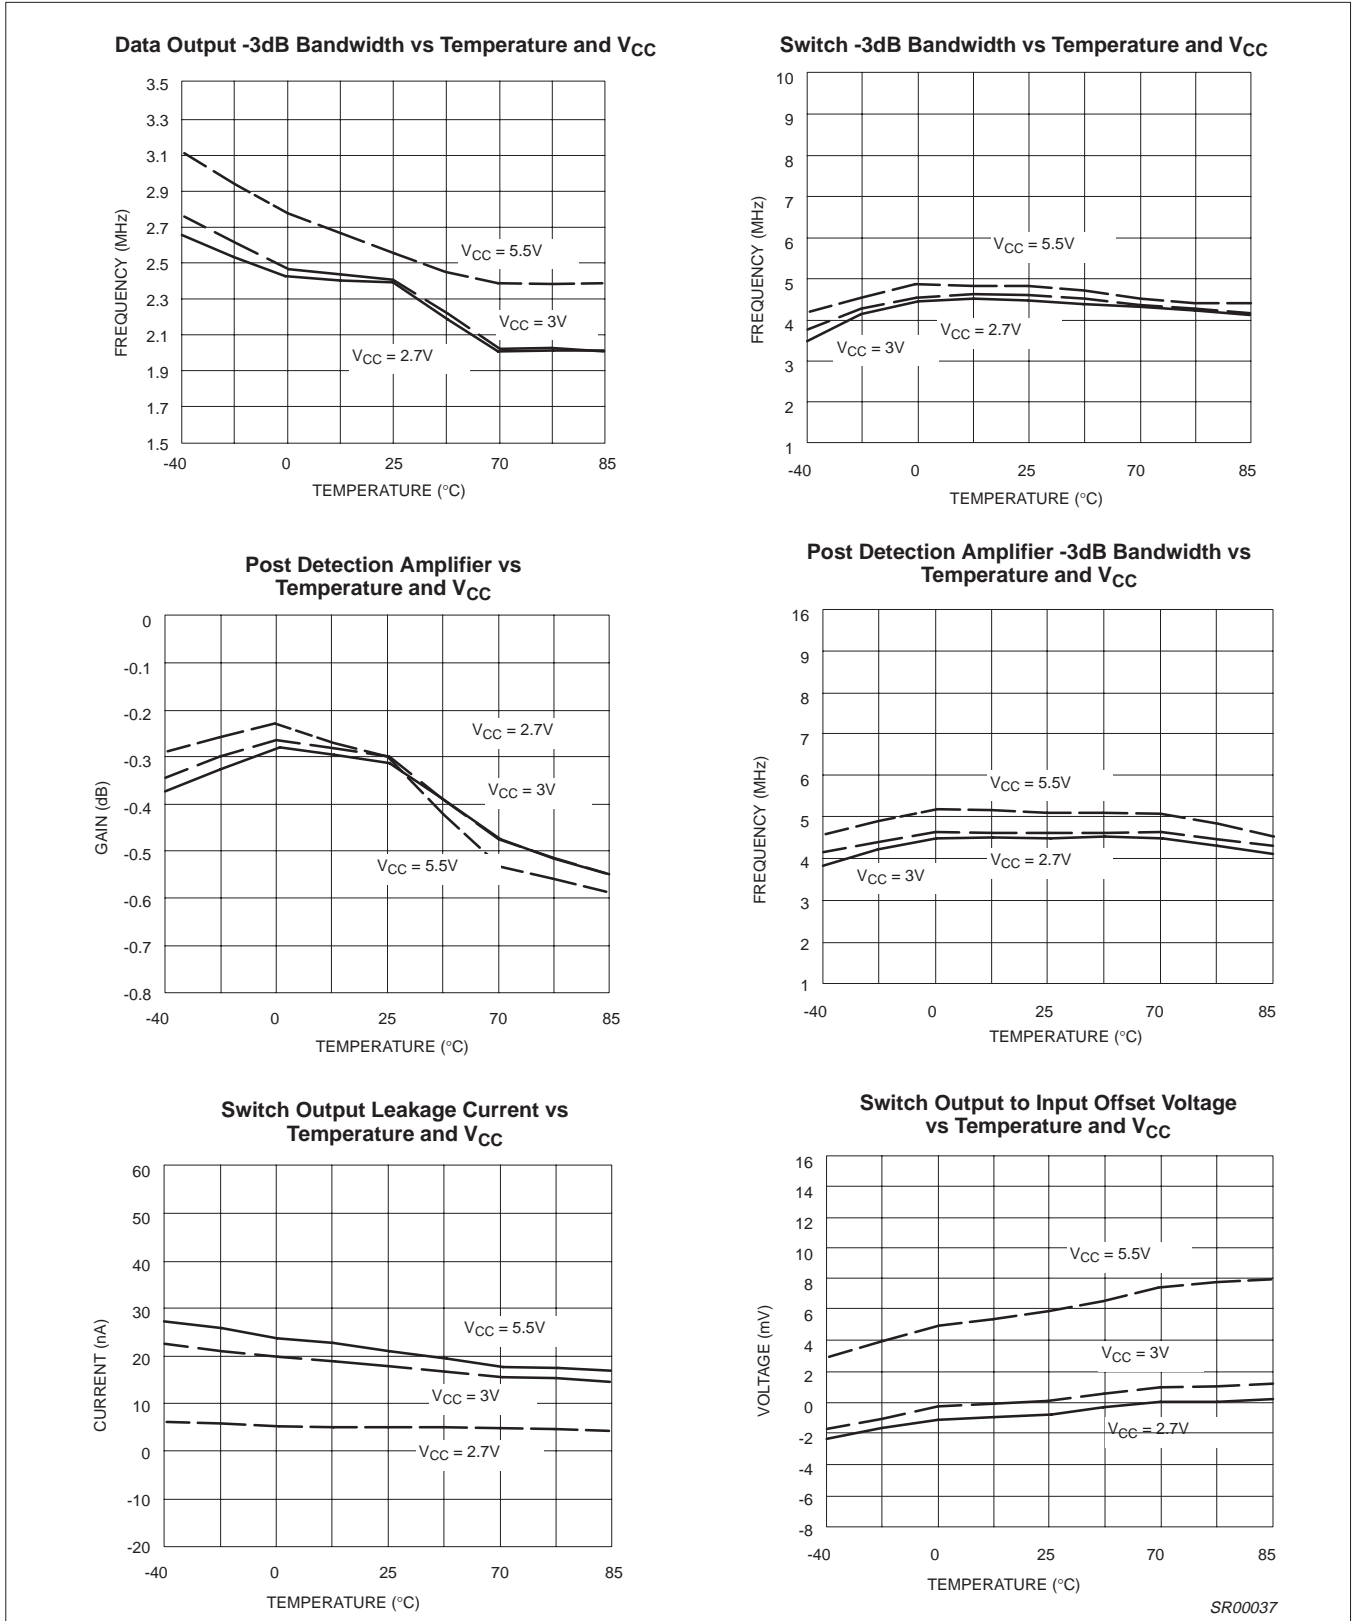 Data Output -3dB Bandwidth vs Temperature and VCC
3.5
3.3
3.1
2.9
2.7
2.5
2.3
2.1
1.9
1.7
1.5
FREQUENCY (MHz)
VCC = 5.5V
VCC = 3V
VCC = 2.7V
-40 0 25 70 85
TEMPERATURE (°C)
Switch -3dB Bandwidth vs Temperature and VCC
10
9
8
7
6
5
4
3
2
1
FREQUENCY (MHz)
VCC = 5.5V
VCC = 2.7V
VCC = 3V
-40 0 25 70 85
TEMPERATURE (°C)
Post Detection Amplifier vs
Temperature and VCC
0
-0.1
-0.2
-0.3
-0.4
-0.5
-0.6
-0.7
-0.8
GAIN (dB)
VCC = 2.7V
VCC = 3V
VCC = 5.5V
-40 0 25 70 85
TEMPERATURE (°C)
Post Detection Amplifier -3dB Bandwidth vs
Temperature and VCC
16
9
8
7
6
5
4
3
2
1
FREQUENCY (MHz)
VCC = 5.5V
VCC = 2.7V
VCC = 3V
-40 0 25 70 85
TEMPERATURE (°C)
Switch Output Leakage Current vs
Temperature and VCC
60
50
40
30
20
10
0
-10
-20
CURRENT (nA)
VCC = 5.5V
VCC = 3V
VCC = 2.7V
-40 0 25 70 85
TEMPERATURE (°C)
Switch Output to Input Offset Voltage
vs Temperature and VCC
16
14
12
10
8
6
4
2
0
-2
-4
-6
-8
VOLTAGE (mV)
VCC = 5.5V
VCC = 3V
VCC = 2.7V
-40 0 25 70 85
TEMPERATURE (°C)
SR00037